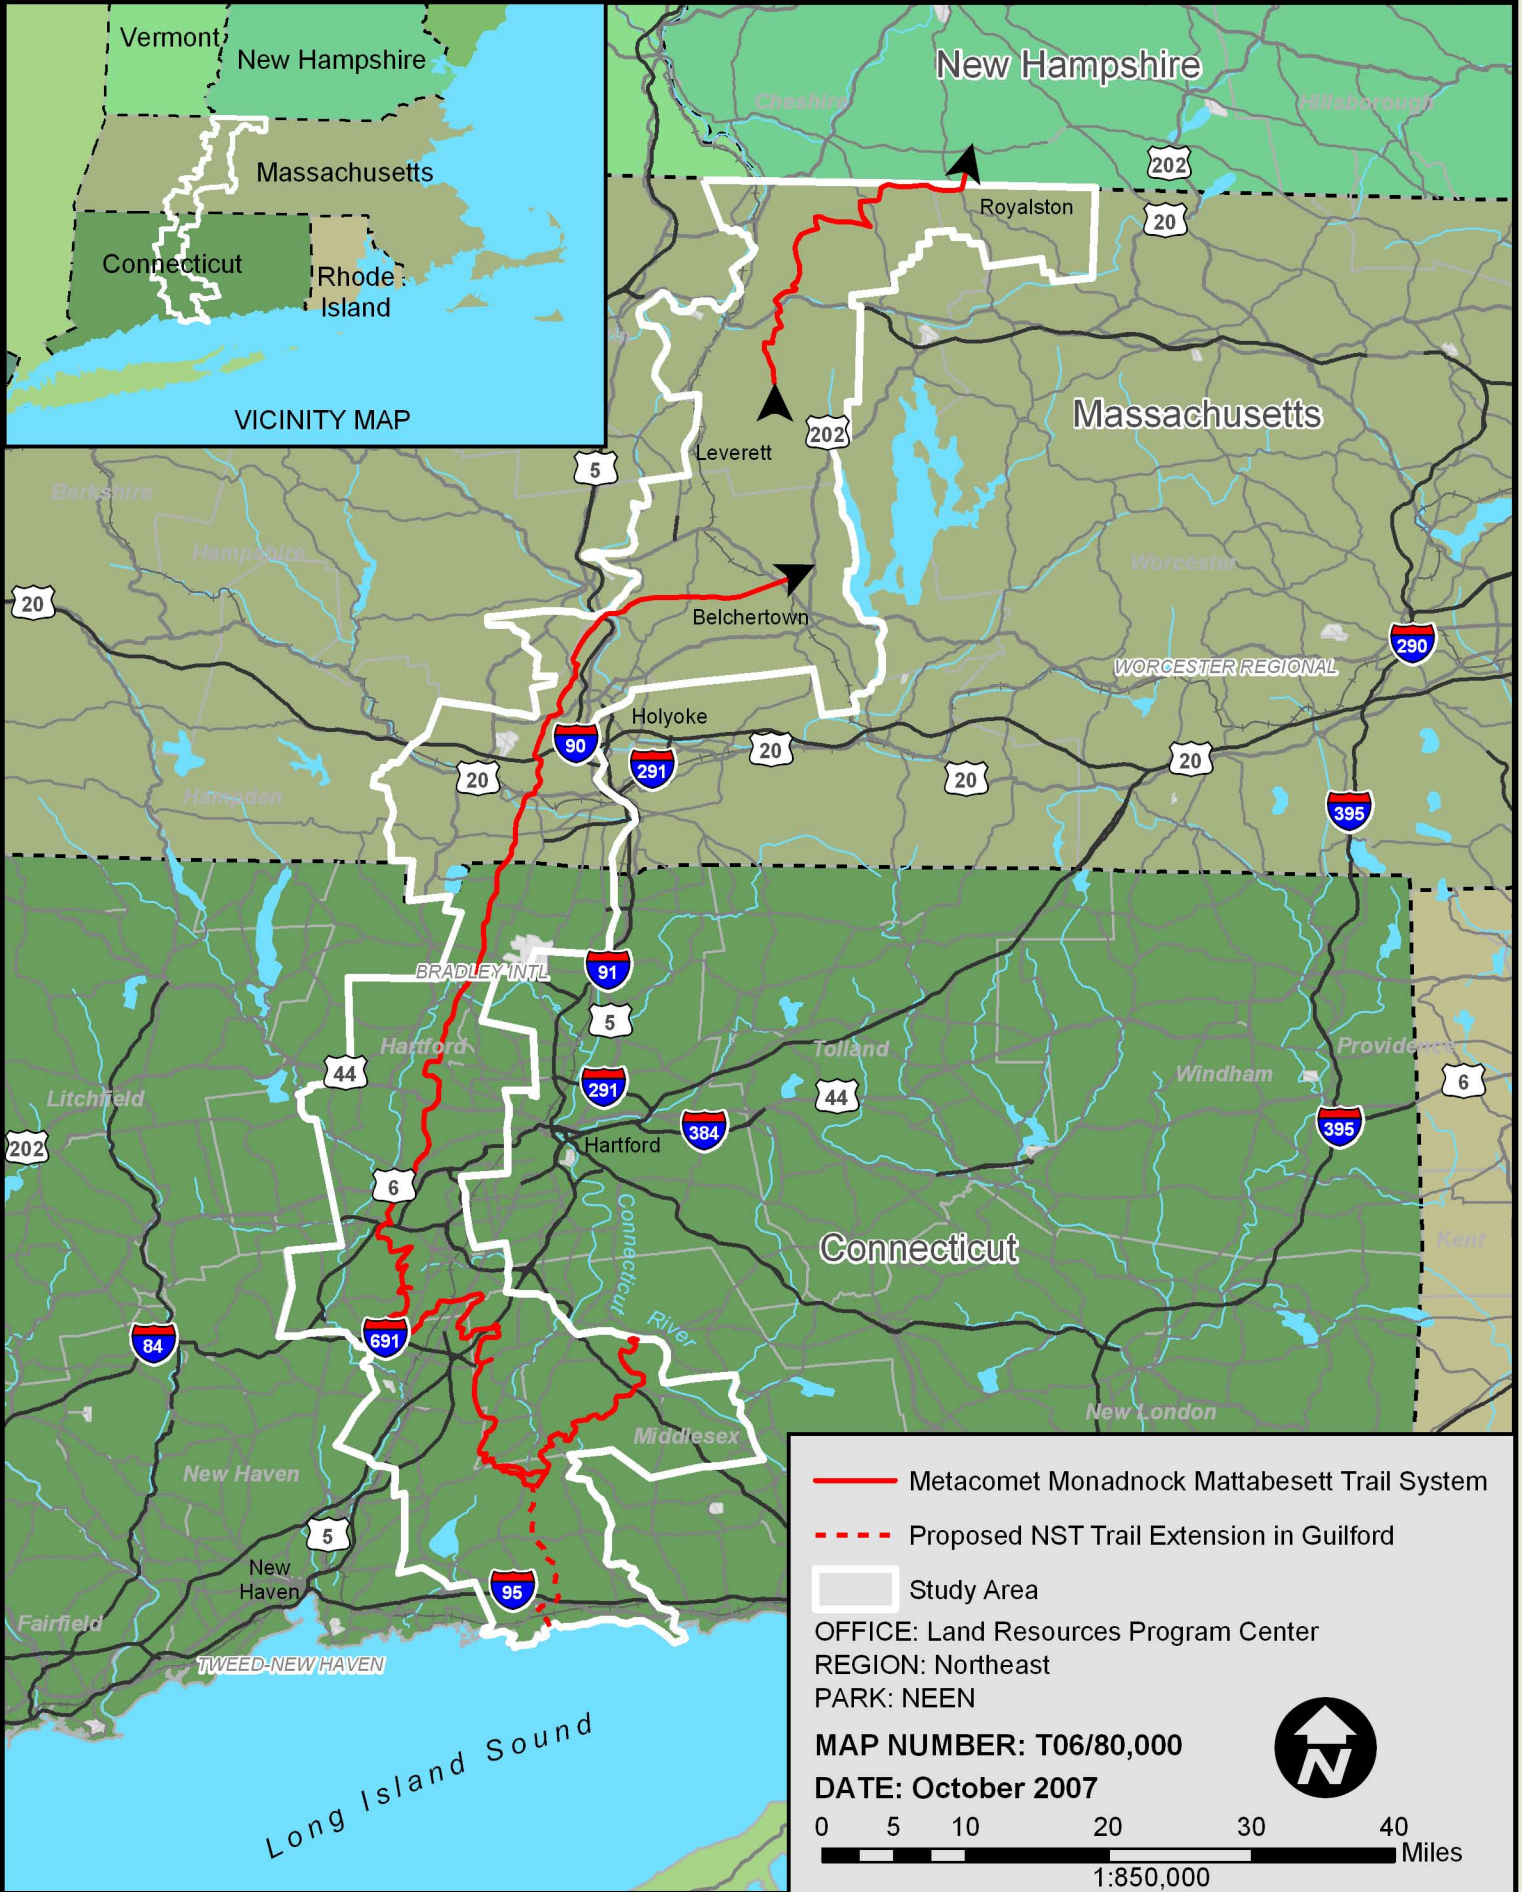 Vermont
New Hampshire
Massachusetts
Connecticut
Rhode
Island
VICINITY MAP
New Hampshire
Cheshire
Hillsborough
202
20
Royalston
Massachusetts
202
Leverett
5
Berkshire
Hampshire
Worcester
20
Belchertown
290
WORCESTER REGIONAL
Holyoke
90
20
291
20
20
20
Hampden
395
BRADLEY INTL
91
5
Hartford
Tolland
Providence
44
Windham
291
44
6
Litchfield
384
395
202
Hartford
6
Connecticut
River
Connecticut
Kent
84
691
New London
Middlesex
New Haven
5
New
Haven
95
Fairfield
TWEED-NEW HAVEN
Long Island Sound
Metacomet Monadnock Mattabesett Trail System
Proposed NST Trail Extension in Guilford
Study Area
OFFICE: Land Resources Program Center
REGION: Northeast
PARK: NEEN
MAP NUMBER: T06/80,000
DATE: October 2007
N
0 5 10 20 30 40
Miles
1:850,000